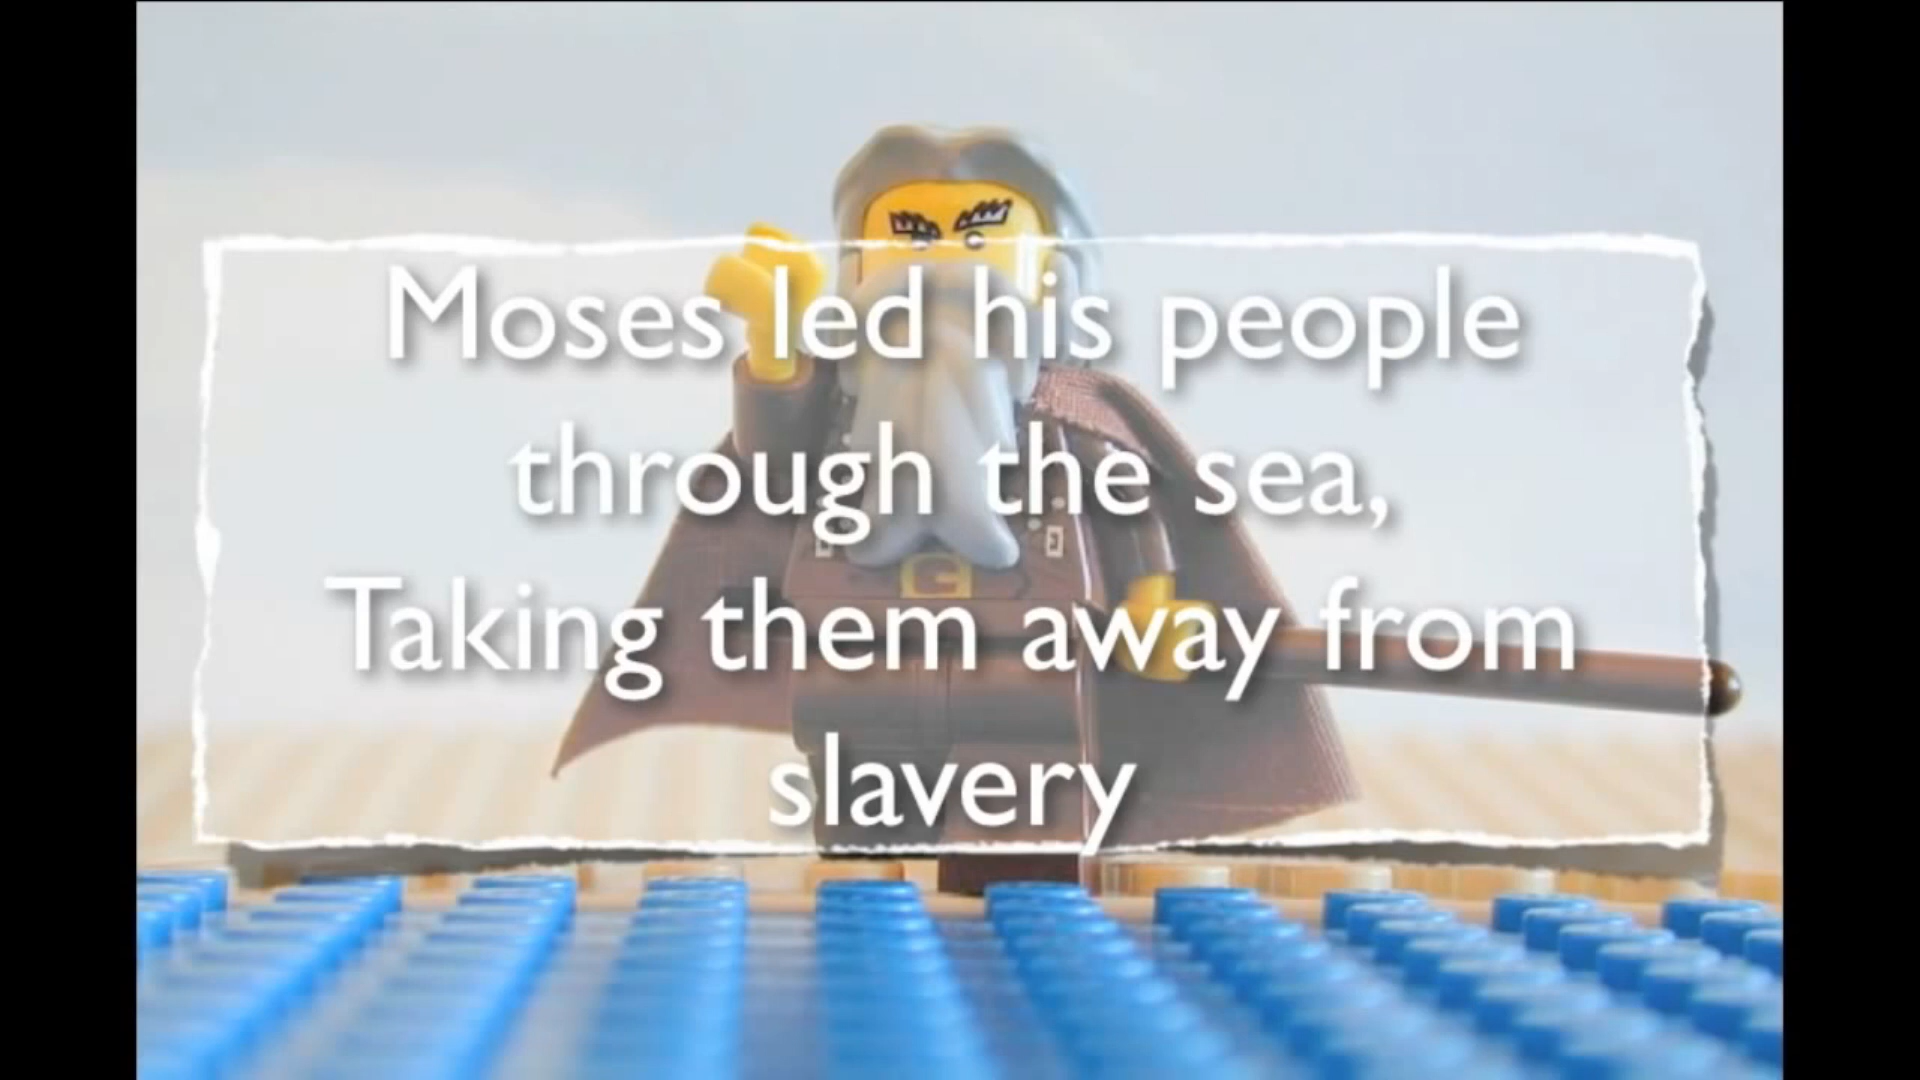 Moses led his people
through the sea,
Taking them away from
slavery